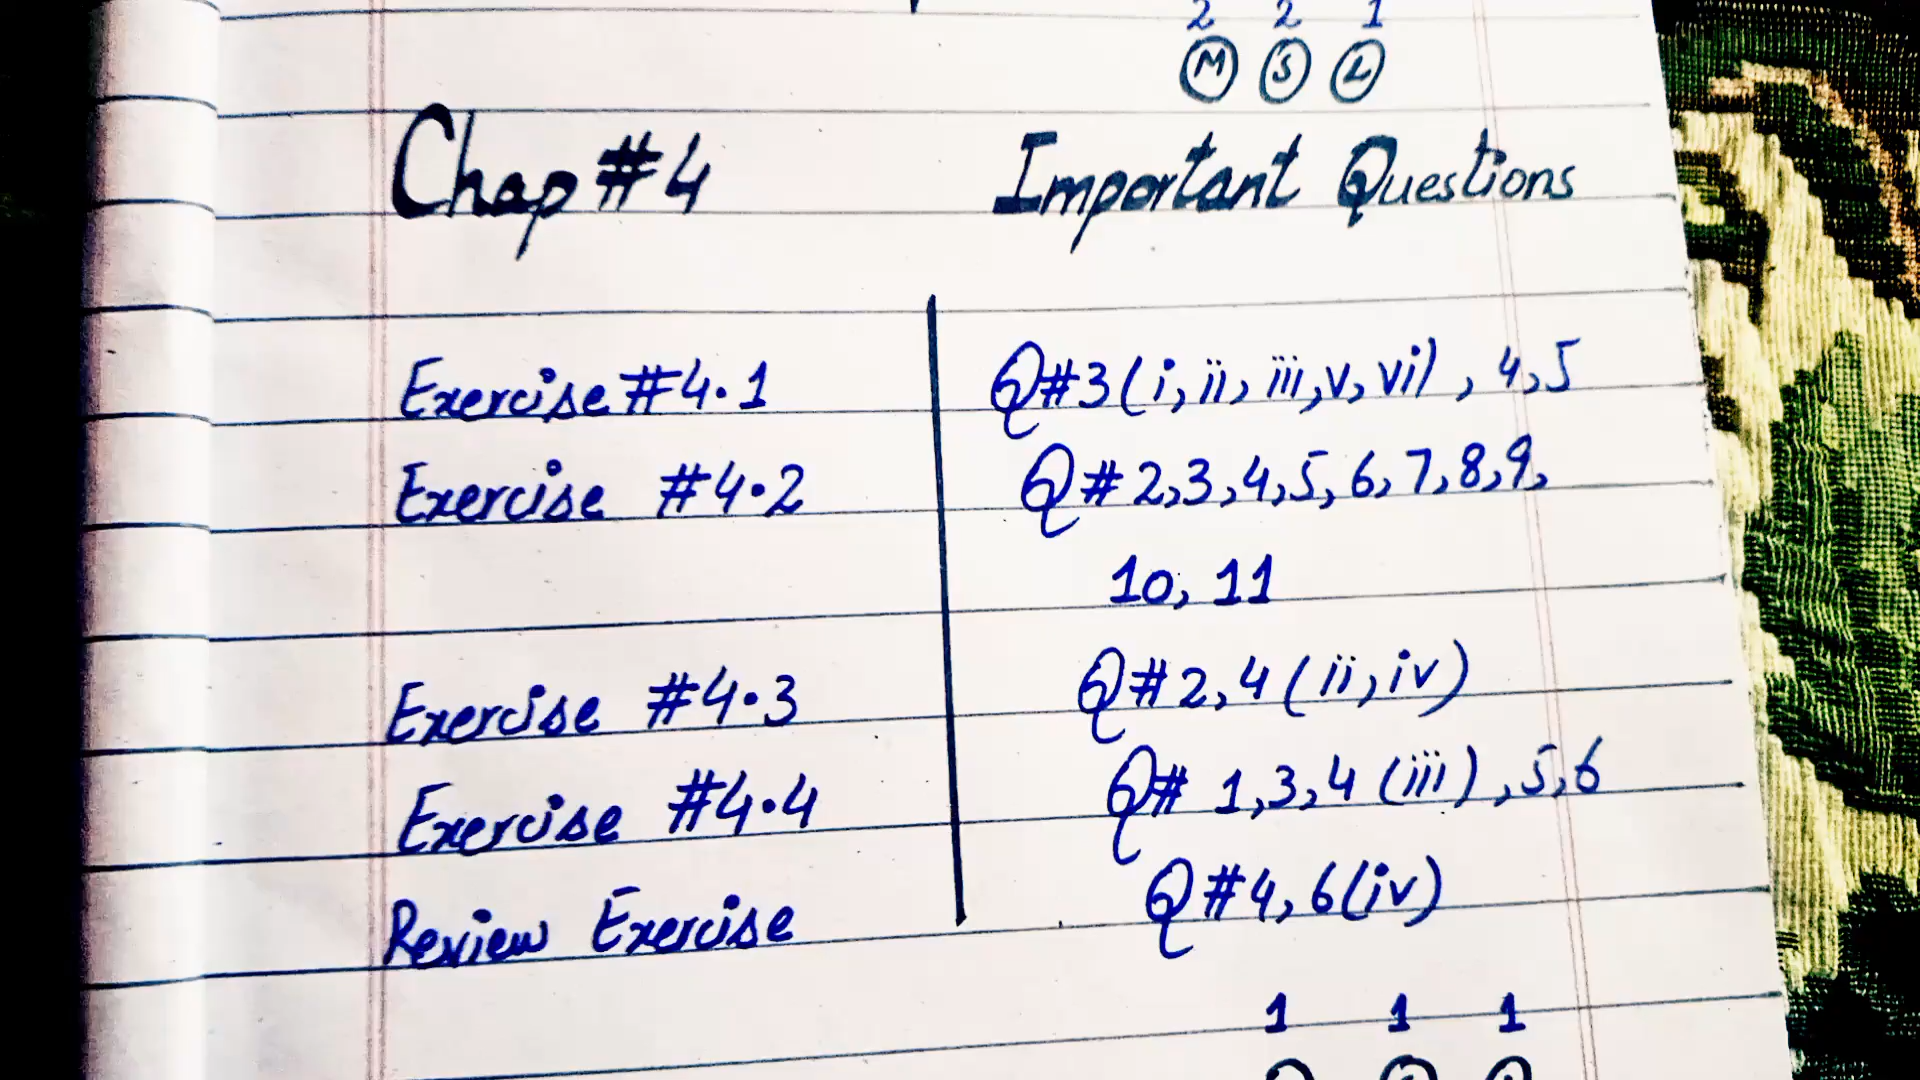 2 2 1
M S L
Chap #4 Important Questions
Exercise #4.1 Q#3 (i, ii, iii, v, vi) , 4, 5
Exercise #4.2 Q# 2,3,4,5,6,7,8,9,
10, 11
Exercise #4.3 Q#2,4 (ii, iv)
Exercise #4.4 Q# 1,3,4 (iii) ,5,6
Review Exercise Q#4, 6(iv)
1 1 1